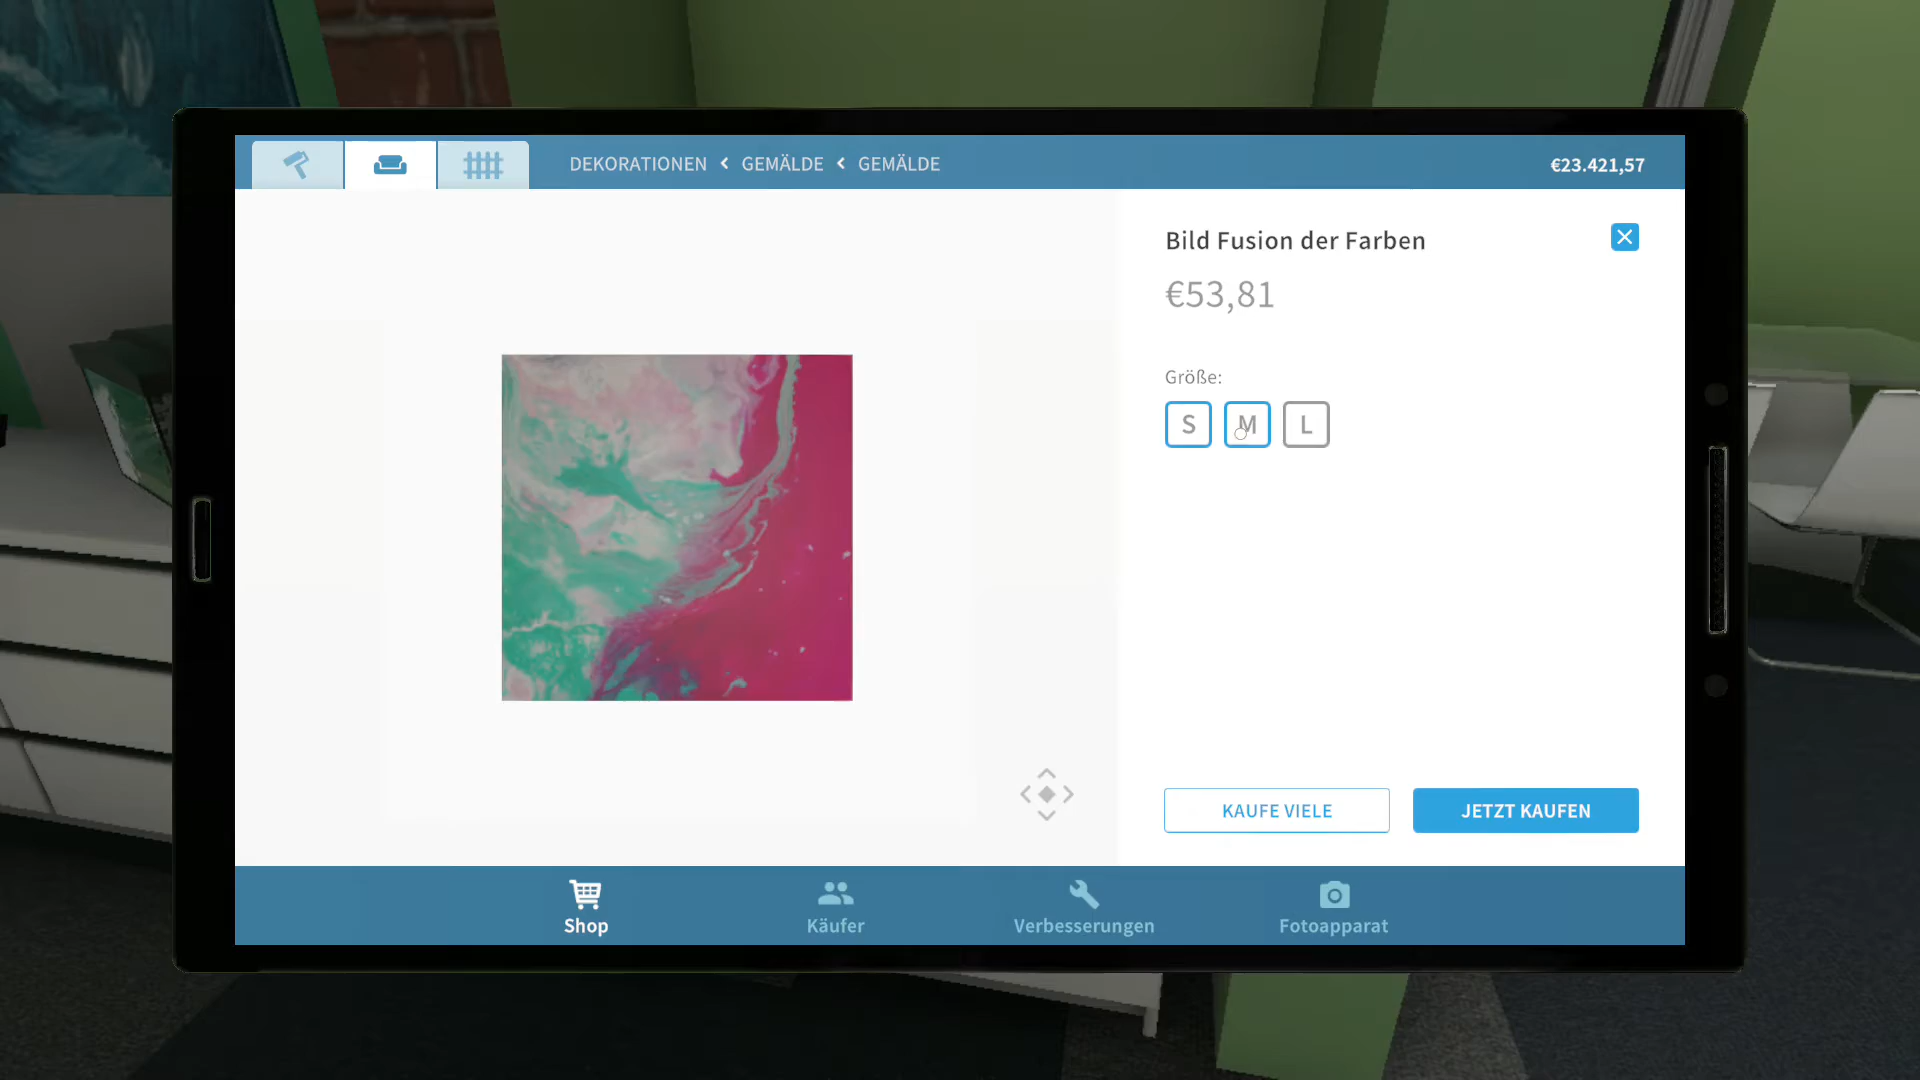 DEKORATIONEN < GEMÄLDE < GEMÄLDE
€23.421,57
Bild Fusion der Farben
€53,81
Größe:
S M L
KAUFE VIELE
JETZT KAUFEN
Shop
Käufer
Verbesserungen
Fotoapparat